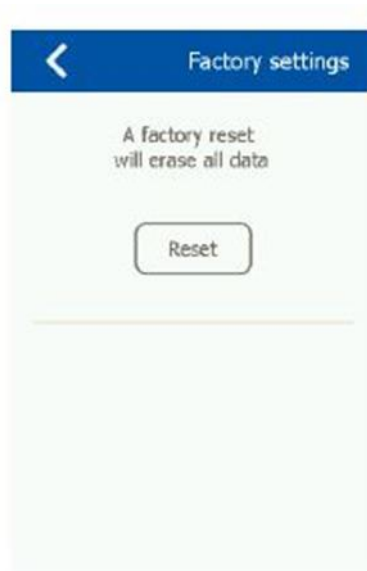 Factory settings
A factory reset
will erase all data
Reset